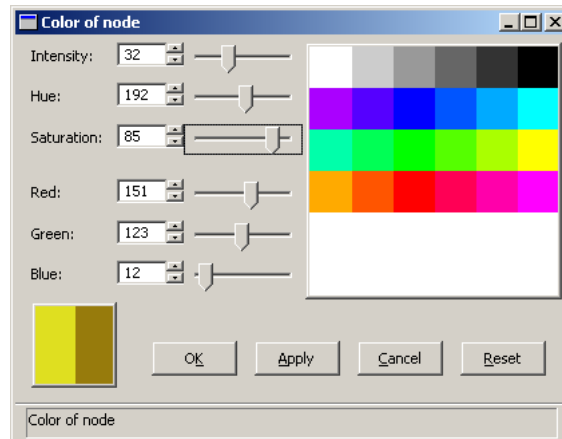 Color of node
Intensity: 32
Hue: 192
Saturation: 85
Red: 151
Green: 123
Blue: 12
OK Apply Cancel Reset
Color of node